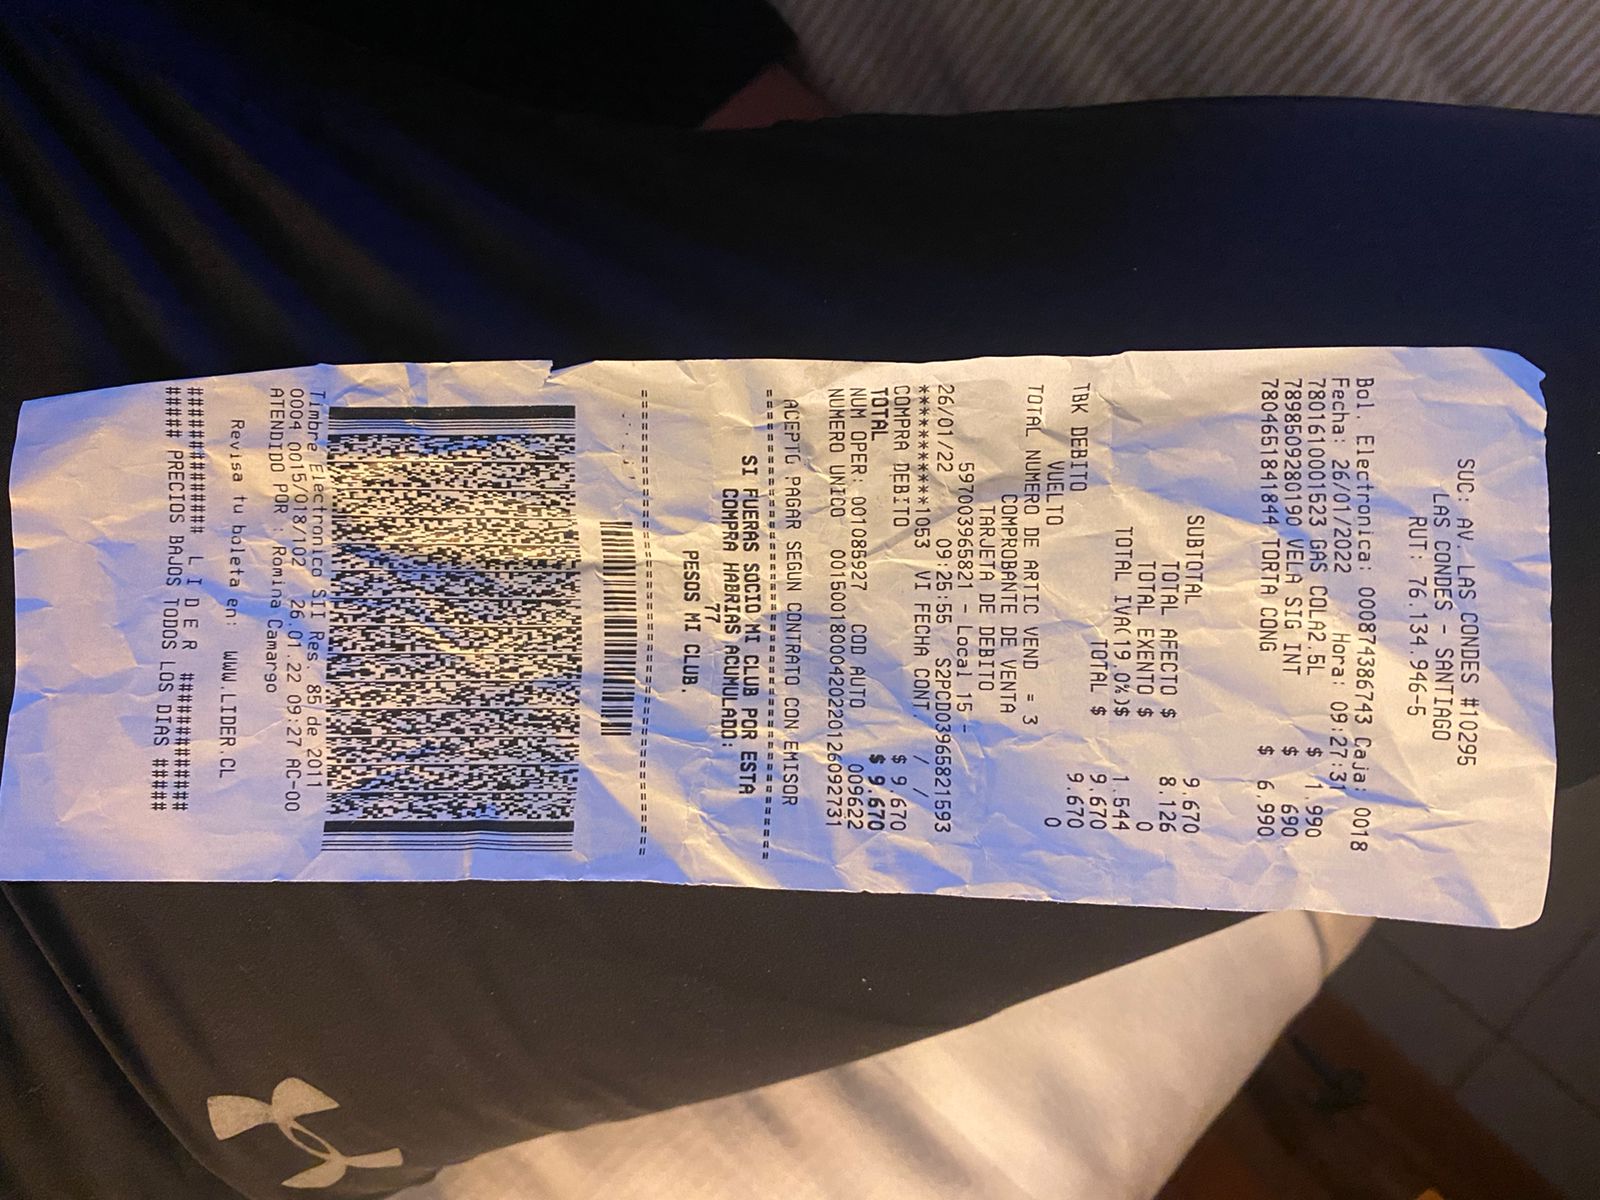 SUC: AV. LAS CONDES #10295
LAS CONDES - SANTIAGO
RUT: 76.134.946-5
Bol. Electronica: 000874386743 Caja: 0018
Fecha: 26/01/2022 Hora: 09:27:31
7801610001523 GAS COLA2.5L $ 1.990
7898509280190 VELA SIG INT $ 690
7804651841844 TORTA CONG $ 6.990
SUBTOTAL 9.670
TOTAL AFECTO $ 8.126
TOTAL EXENTO $ 0
TOTAL IVA(19.0%)$ 1.544
TOTAL $ 9.670
TBK DEBITO 9.670
VUELTO 0
TOTAL NUMERO DE ARTIC VEND = 3
COMPROBANTE DE VENTA
TARJETA DE DEBITO
597003965821 - Local 15 -
26/01/22 09:25:55 S2PCD03965821593
************1053 VI FECHA CONT. / /
COMPRA DEBITO $ 9.670
TOTAL $ 9.670
NUM OPER: 001086927 COD AUTO 009622
NUMERO UNICO 00150018000420220126092731
ACEPTO PAGAR SEGUN CONTRATO CON EMISOR
SI FUERAS SOCIO MI CLUB POR ESTA
COMPRA HABRIAS ACUMULADO:
77
PESOS MI CLUB.
Timbre Electronico SII Res. 85 de 2011
0004 0015/018/102 26.01.22 09:27 AC-00
ATENDIDO POR : Romina Camargo
Revisa tu boleta en: WWW.LIDER.CL
############ L I D E R ############
##### PRECIOS BAJOS TODOS LOS DIAS #####